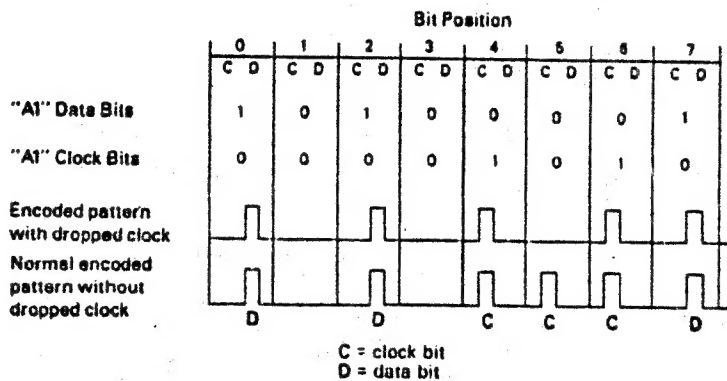 Bit Position
0 1 2 3 4 5 6 7
C D C D C D C D C D C D C D C D
"A1" Data Bits 1 0 1 0 0 0 0 1
"A1" Clock Bits 0 0 0 0 1 0 1 0
Encoded pattern
with dropped clock
Normal encoded
pattern without
dropped clock
D D C C C D
C = clock bit
D = data bit